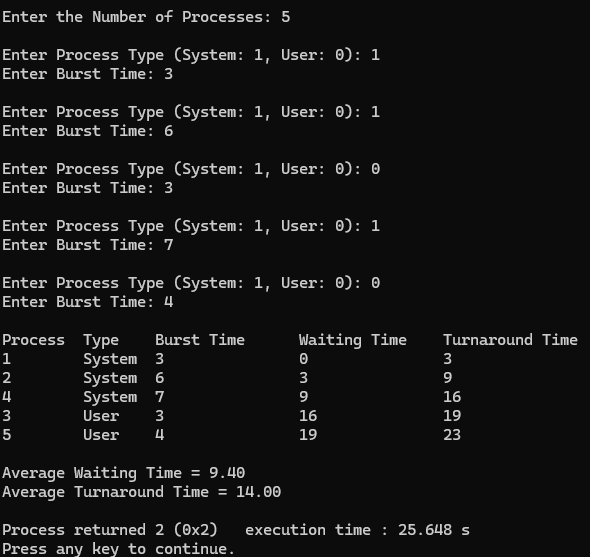 Enter the Number of Processes: 5
Enter Process Type (System: 1, User: 0): 1
Enter Burst Time: 3
Enter Process Type (System: 1, User: 0): 1
Enter Burst Time: 6
Enter Process Type (System: 1, User: 0): 0
Enter Burst Time: 3
Enter Process Type (System: 1, User: 0): 1
Enter Burst Time: 7
Enter Process Type (System: 1, User: 0): 0
Enter Burst Time: 4
Process Type Burst Time Waiting Time Turnaround Time
1 System 3 0 3
2 System 6 3 9
4 System 7 9 16
3 User 3 16 19
5 User 4 19 23
Average Waiting Time = 9.40
Average Turnaround Time = 14.00
Process returned 2 (0x2) execution time : 25.648 s
Press any key to continue.